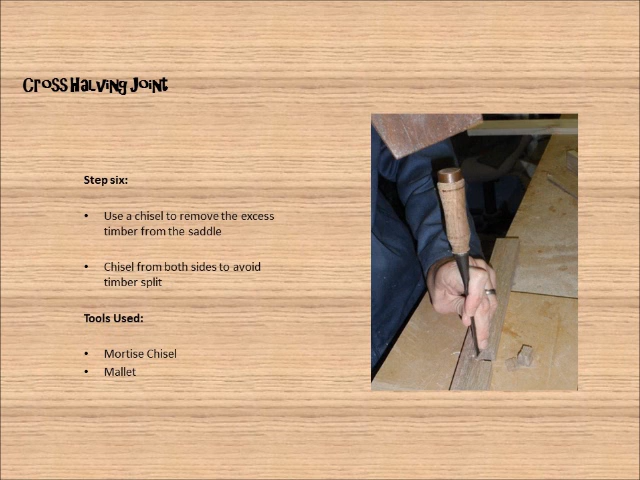 Cross Halving Joint
Step six:
• Use a chisel to remove the excess
timber from the saddle
• Chisel from both sides to avoid
timber split
Tools Used:
• Mortise Chisel
• Mallet